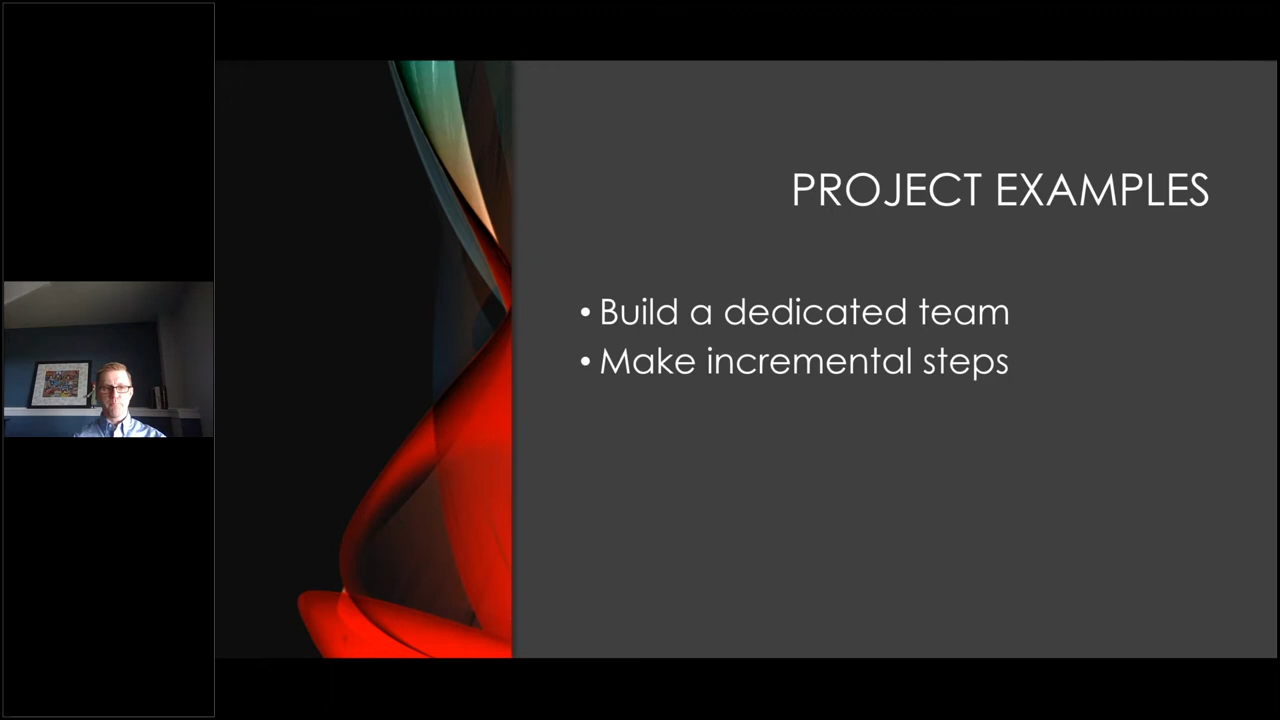 PROJECT EXAMPLES
• Build a dedicated team
• Make incremental steps